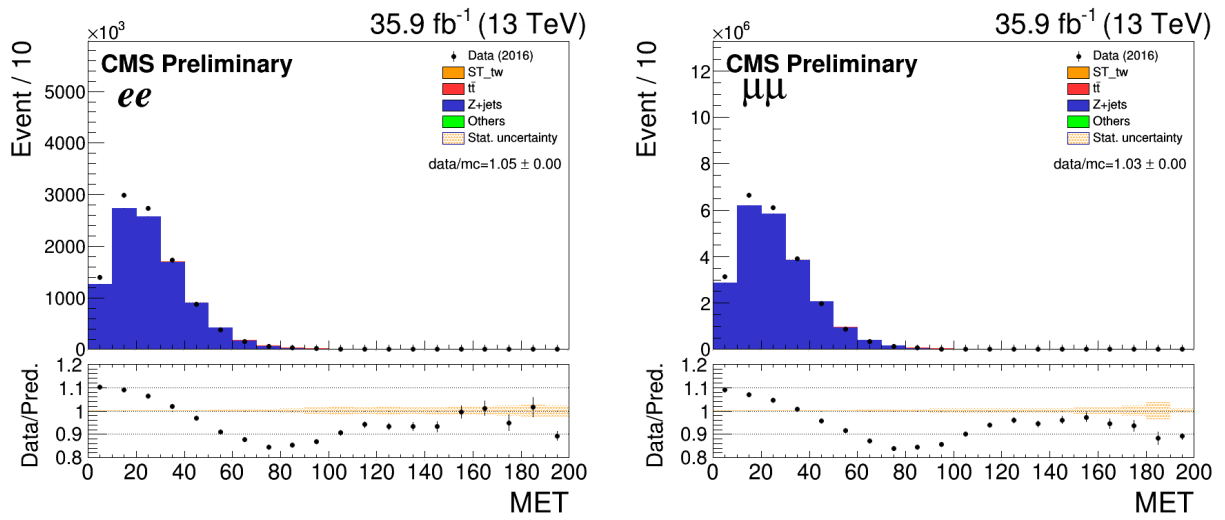 35.9 fb⁻¹ (13 TeV)
×10³
CMS Preliminary
ee
Data (2016)
ST_tw
tt̄
Z+jets
Others
Stat. uncertainty
data/mc=1.05 ± 0.00
Event / 10
5000
4000
3000
2000
1000
0
Data/Pred.
1.2
1.1
1
0.9
0.8
0 20 40 60 80 100 120 140 160 180 200
MET
35.9 fb⁻¹ (13 TeV)
×10⁶
CMS Preliminary
μμ
Data (2016)
ST_tw
tt̄
Z+jets
Others
Stat. uncertainty
data/mc=1.03 ± 0.00
Event / 10
12
10
8
6
4
2
0
Data/Pred.
1.2
1.1
1
0.9
0.8
0 20 40 60 80 100 120 140 160 180 200
MET